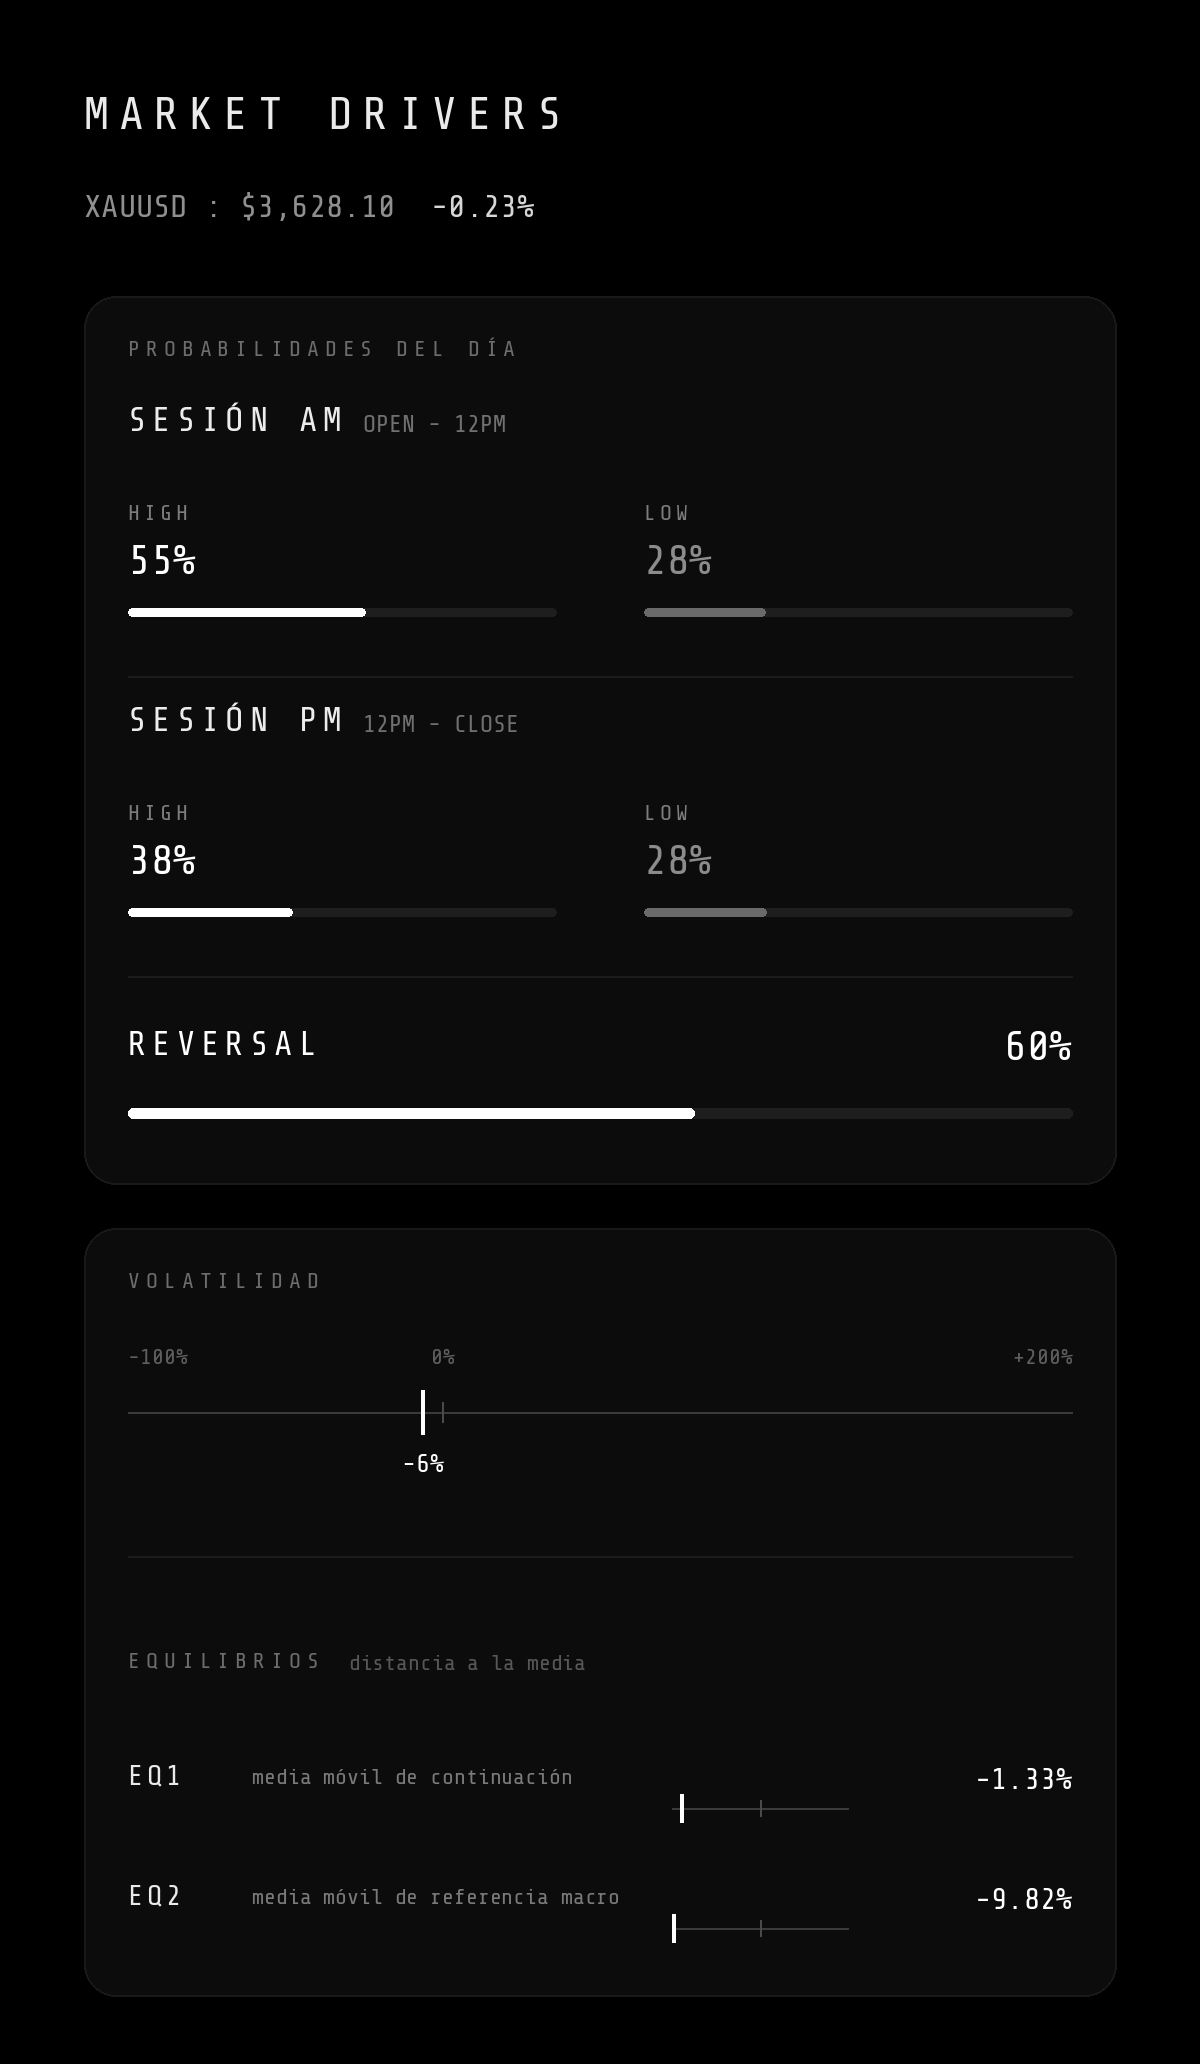 MARKET DRIVERS
XAUUSD : $3,628.10 -0.23%
PROBABILIDADES DEL DÍA
SESIÓN AM OPEN - 12PM
HIGH LOW
55% 28%
SESIÓN PM 12PM - CLOSE
HIGH LOW
38% 28%
REVERSAL 60%
VOLATILIDAD
-100% 0% +200%
-6%
EQUILIBRIOS distancia a la media
EQ1 media móvil de continuación -1.33%
EQ2 media móvil de referencia macro -9.82%